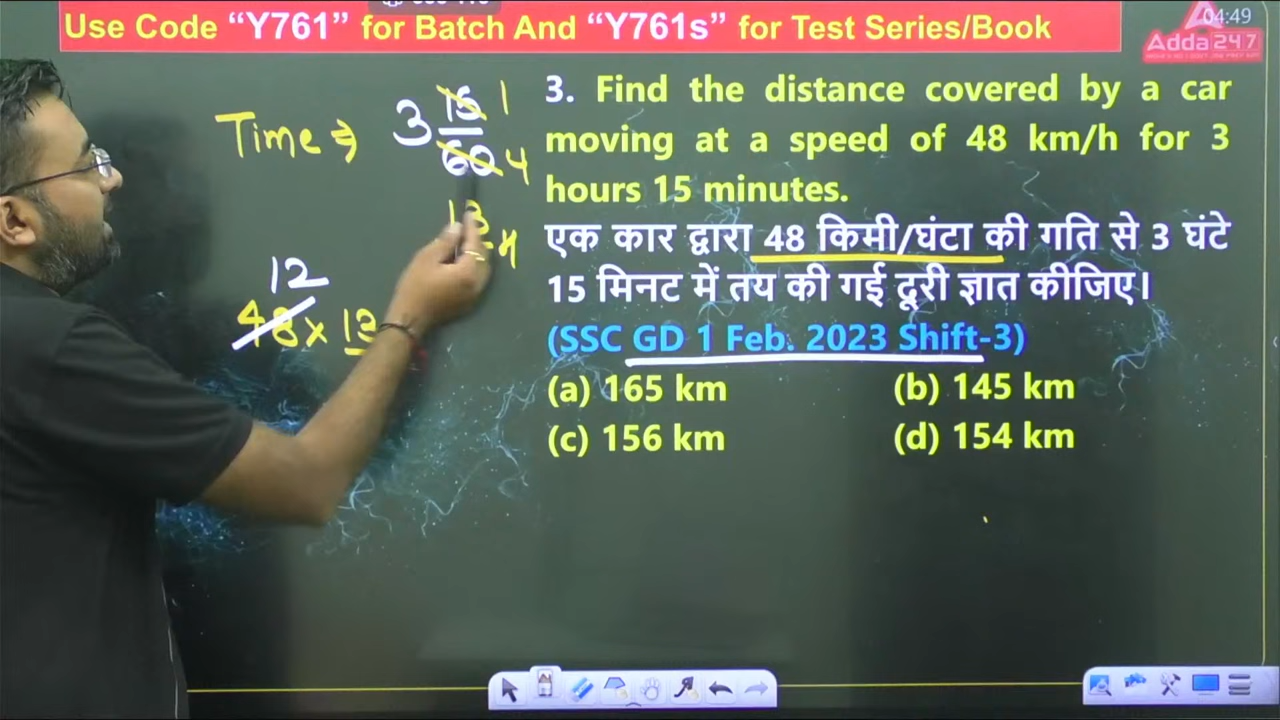 Use Code “Y761” for Batch And “Y761s” for Test Series/Book
04:49
Adda247
Time ⇒ 3 15/60 1 4
13/4
12
48 x 13
3. Find the distance covered by a car
moving at a speed of 48 km/h for 3
hours 15 minutes.
एक कार द्वारा 48 किमी/घंटा की गति से 3 घंटे
15 मिनट में तय की गई दूरी ज्ञात कीजिए।
(SSC GD 1 Feb. 2023 Shift-3)
(a) 165 km (b) 145 km
(c) 156 km (d) 154 km